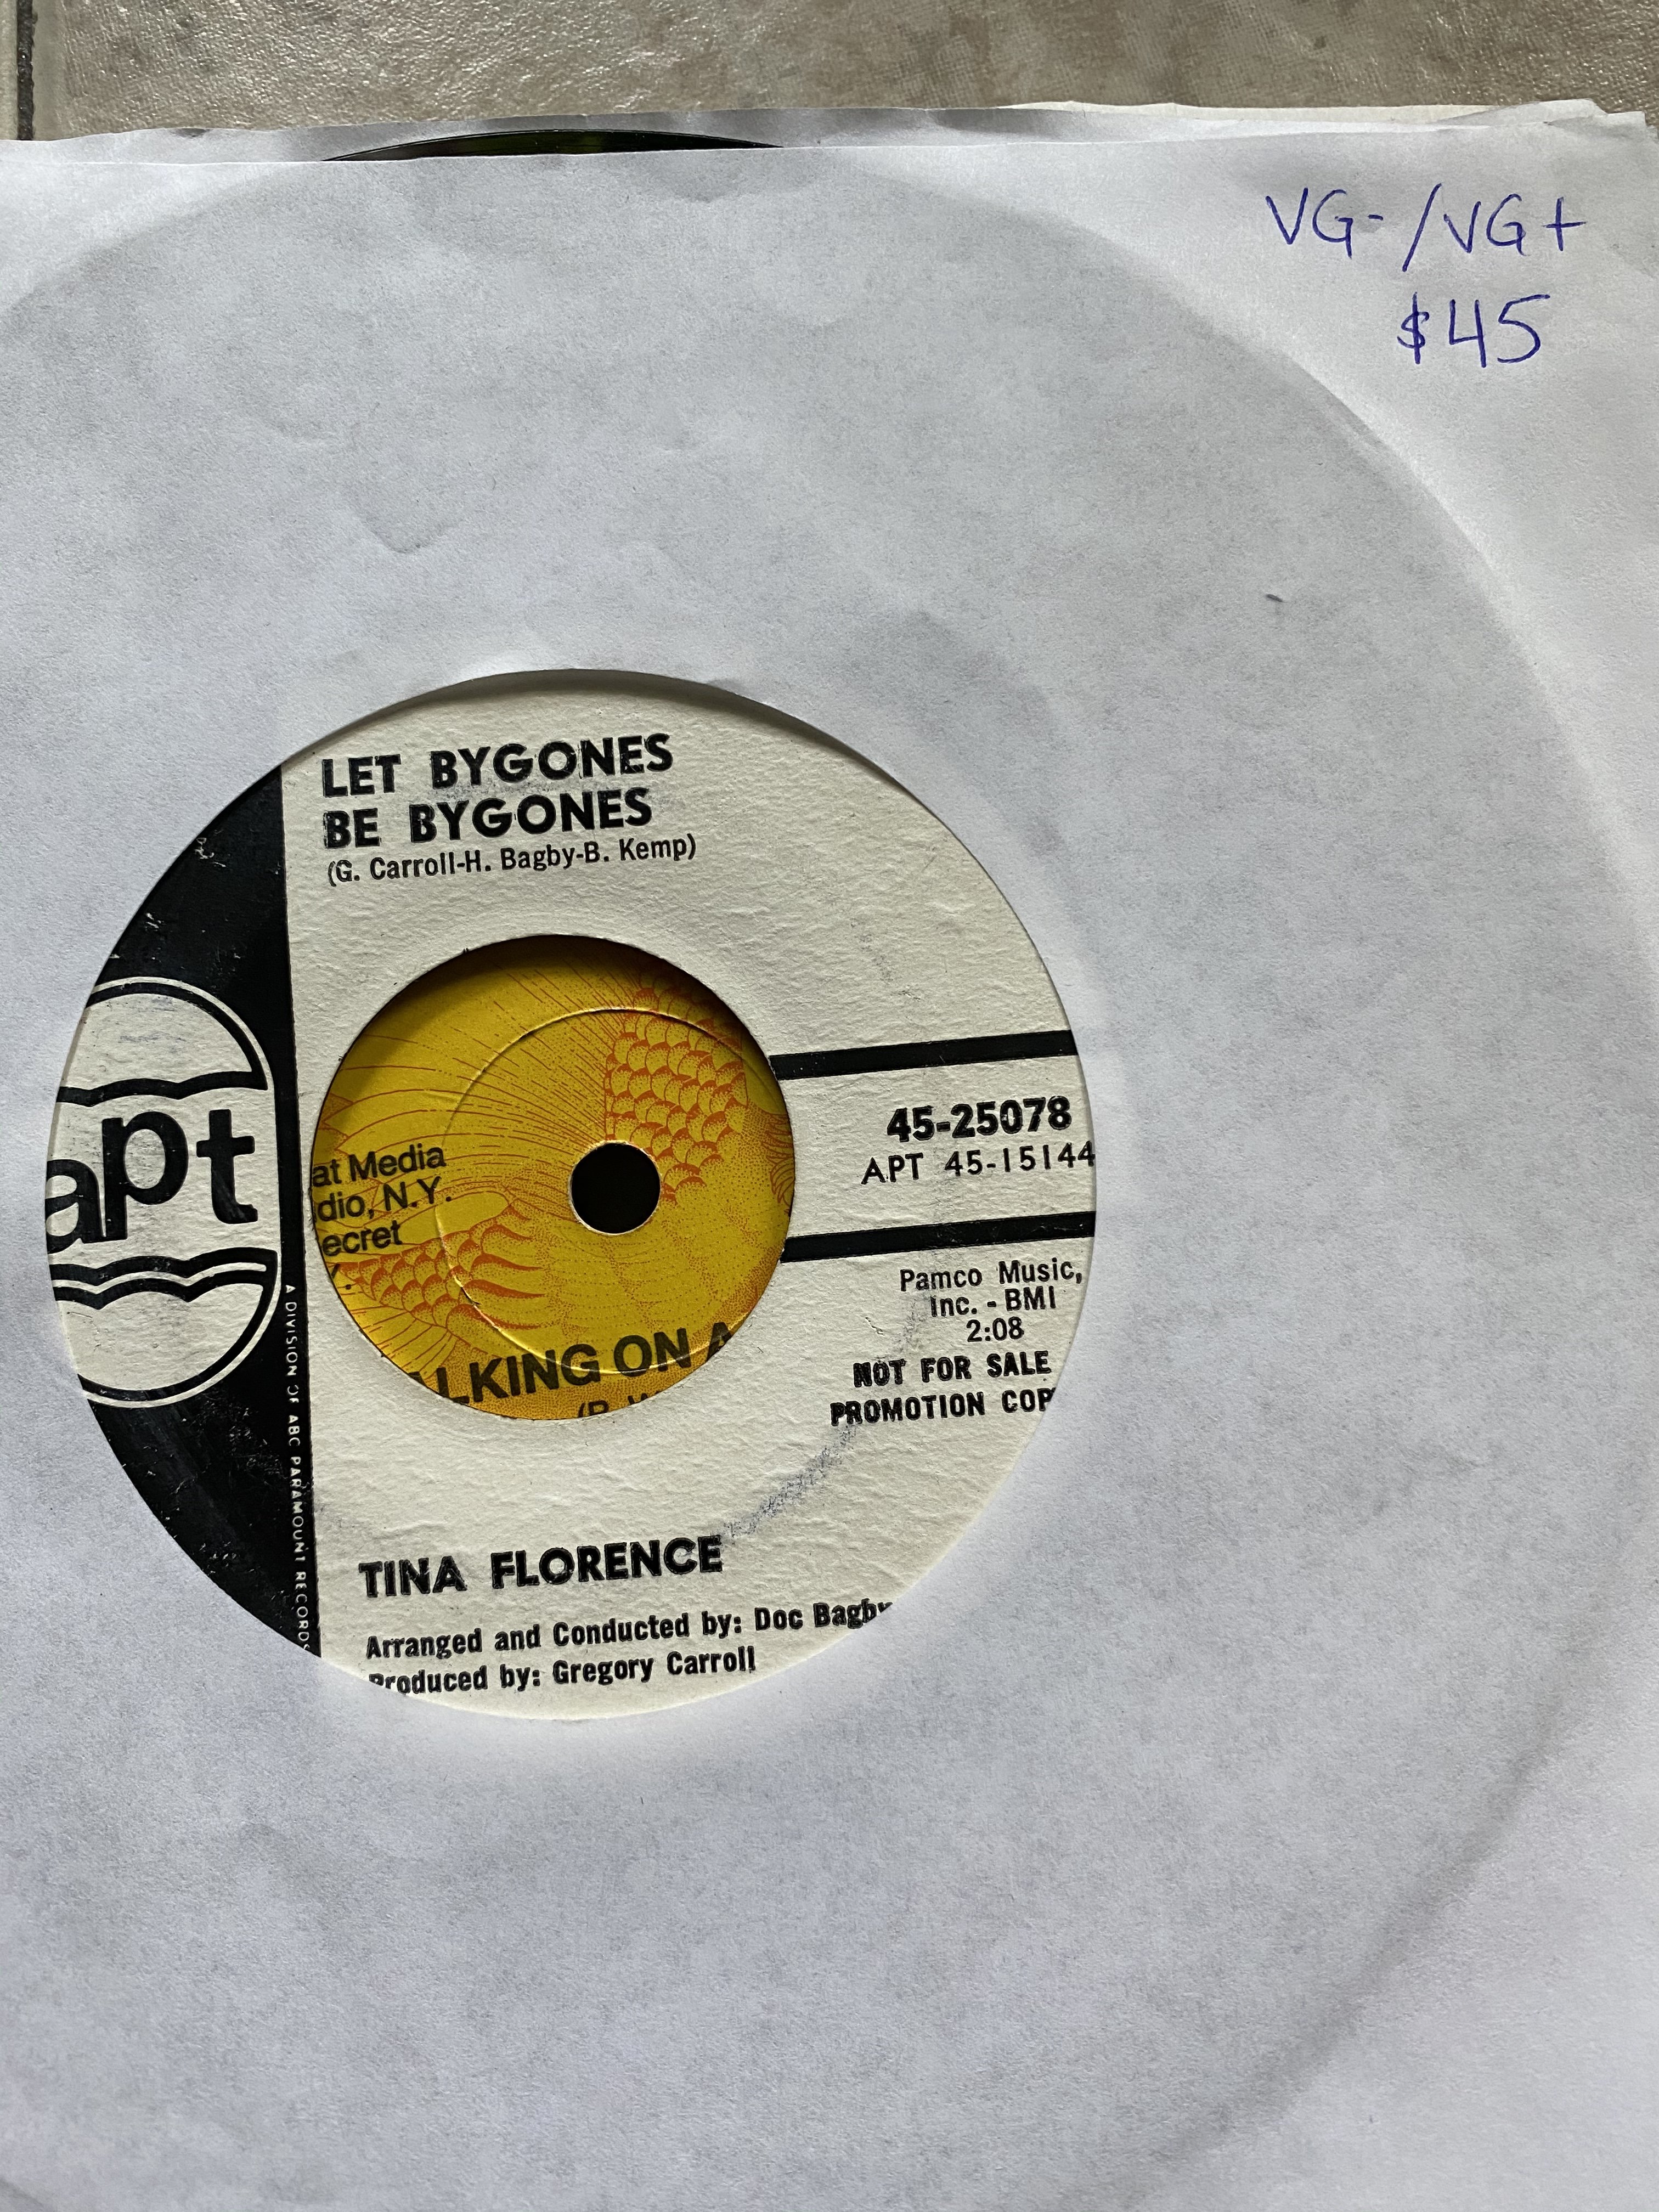 VG-/VG+
$45
LET BYGONES
BE BYGONES
(G. Carroll-H. Bagby-B. Kemp)
apt
A DIVISION OF ABC PARAMOUNT RECORDS
45-25078
APT 45-15144
Pamco Music,
Inc. - BMI
2:08
NOT FOR SALE
PROMOTION COP
at Media
dio, N.Y.
ecret
LKING ON A
TINA FLORENCE
Arranged and Conducted by: Doc Bagby
Produced by: Gregory Carroll